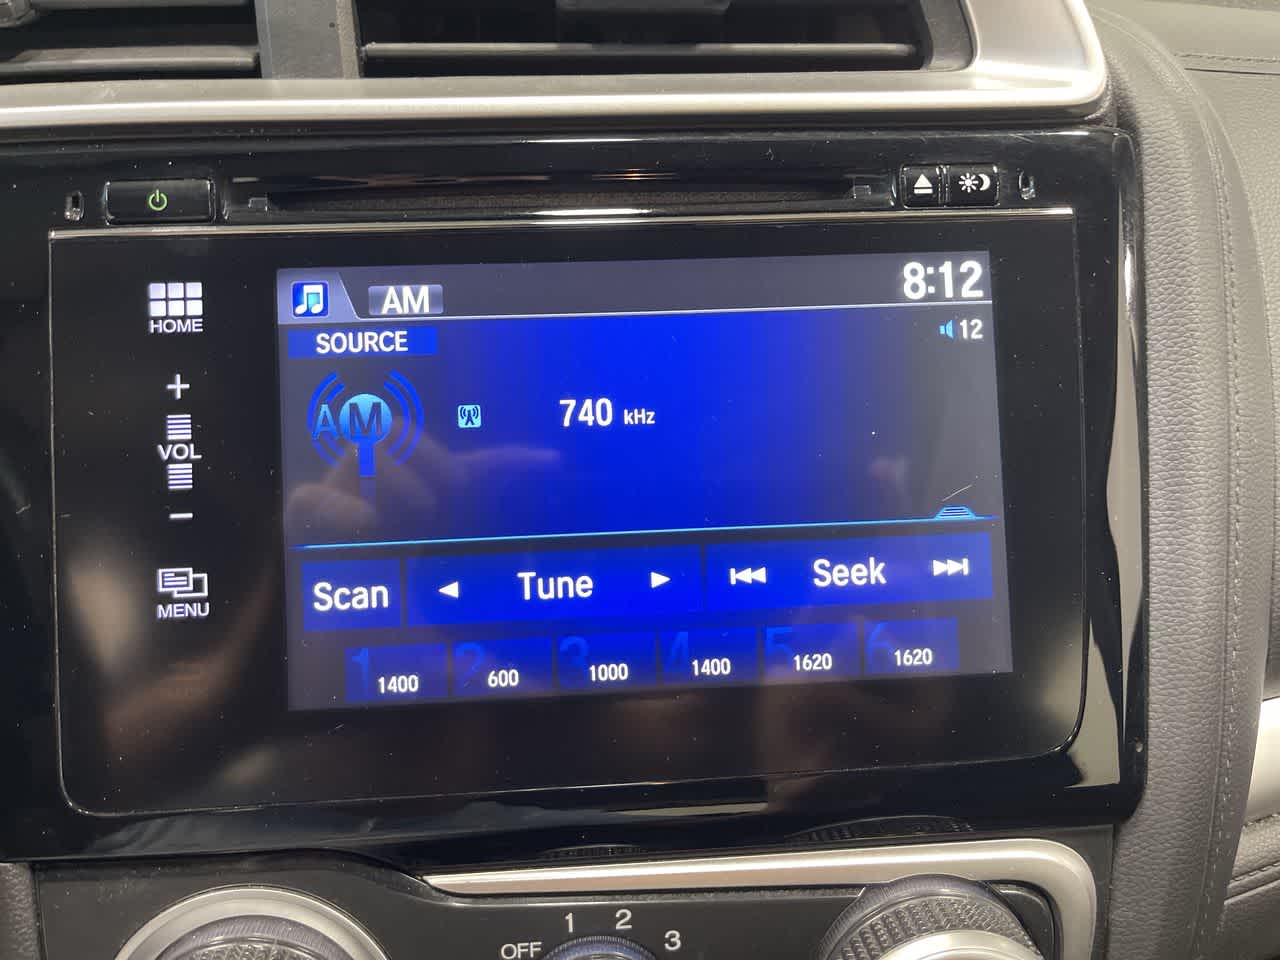 AM 8:12
HOME
SOURCE 12
AM 740 kHz
+
VOL
-
MENU
Scan Tune Seek
1 1400 2 600 3 1000 4 1400 5 1620 6 1620
OFF 1 2 3